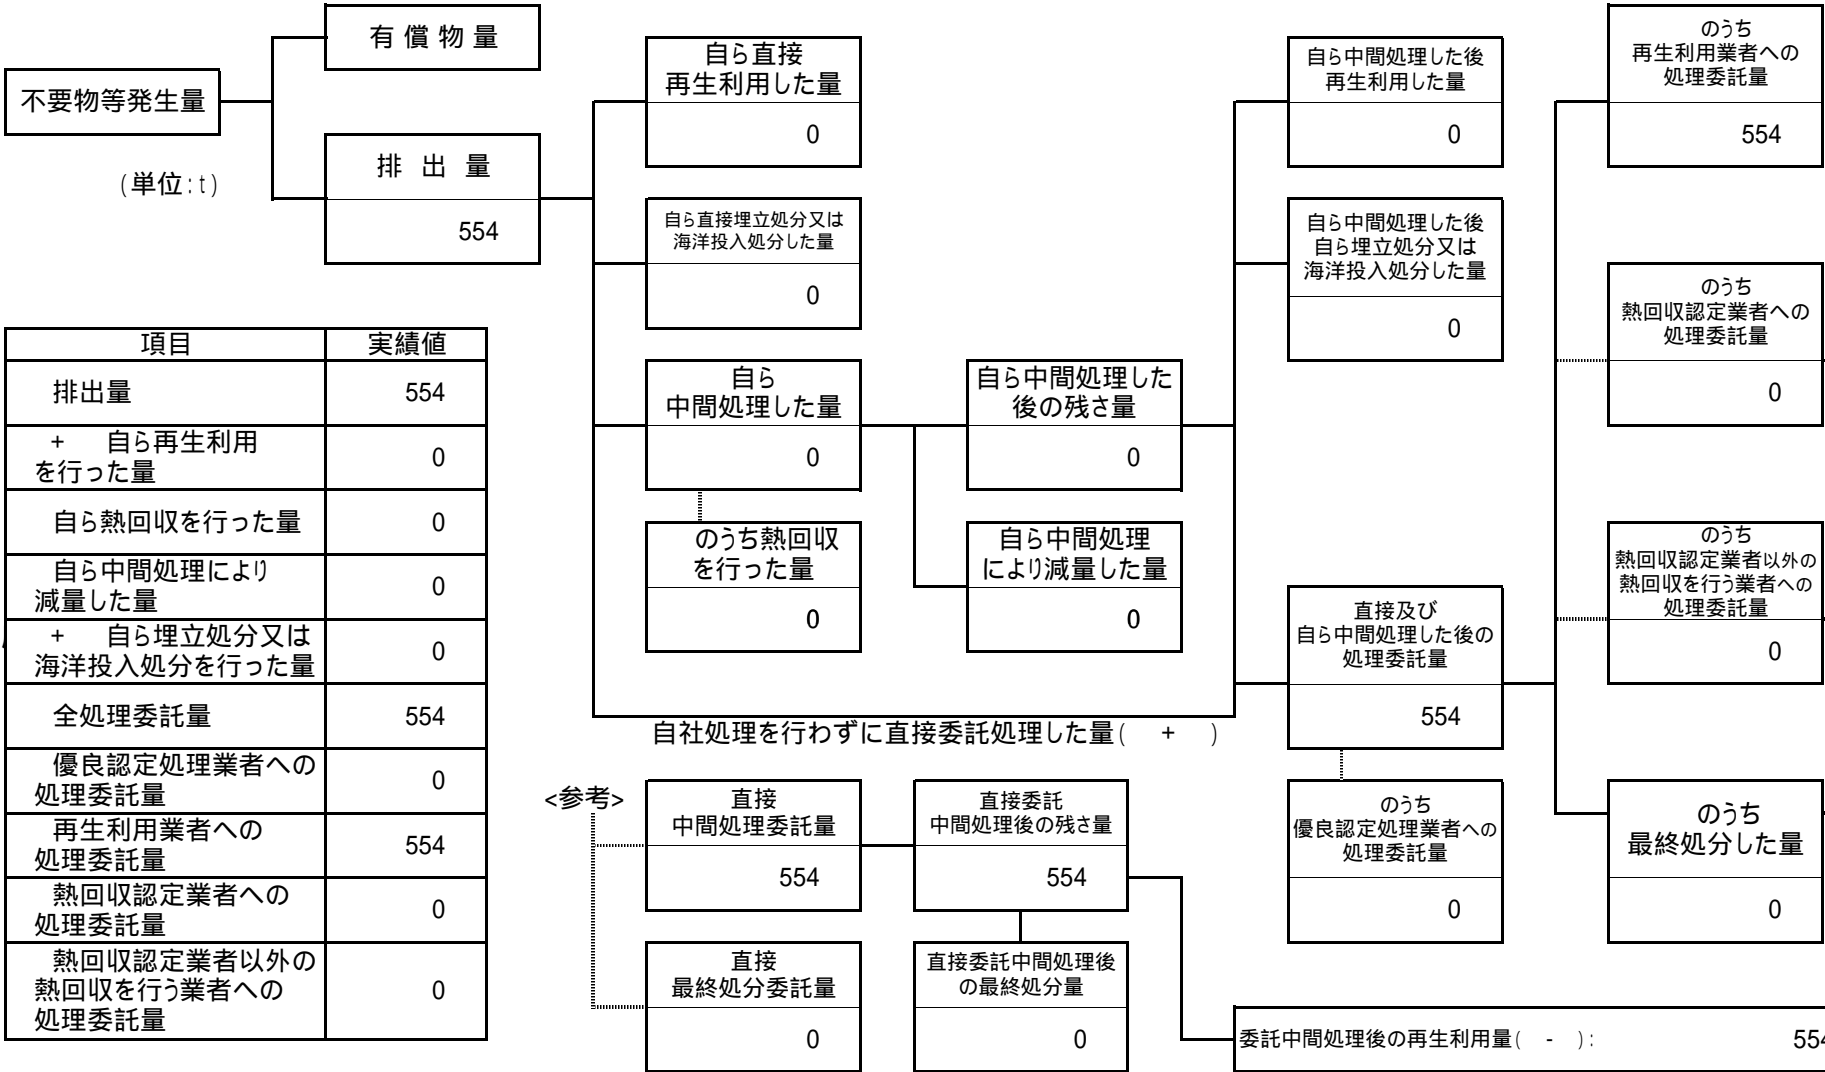 有 償 物 量
不要物等発生量
(単位:t)
排 出 量
554
自ら直接
再生利用した量
0
自ら直接埋立処分又は
海洋投入処分した量
0
自ら
中間処理した量
0
のうち熱回収
を行った量
0
自ら中間処理した
後の残さ量
0
自ら中間処理
により減量した量
0
自ら中間処理した後
再生利用した量
0
自ら中間処理した後
自ら埋立処分又は
海洋投入処分した量
0
直接及び
自ら中間処理した後の
処理委託量
554
のうち
優良認定処理業者への
処理委託量
0
のうち
再生利用業者への
処理委託量
554
のうち
熱回収認定業者への
処理委託量
0
のうち
熱回収認定業者以外の
熱回収を行う業者への
処理委託量
0
のうち
最終処分した量
0
自社処理を行わずに直接委託処理した量( + )
項目 実績値
排出量 554
+ 自ら再生利用
を行った量 0
自ら熱回収を行った量 0
自ら中間処理により
減量した量 0
+ 自ら埋立処分又は
海洋投入処分を行った量 0
全処理委託量 554
優良認定処理業者への
処理委託量 0
再生利用業者への
処理委託量 554
熱回収認定業者への
処理委託量 0
熱回収認定業者以外の
熱回収を行う業者への
処理委託量 0
<参考>
直接
中間処理委託量
554
直接委託
中間処理後の残さ量
554
直接
最終処分委託量
0
直接委託中間処理後
の最終処分量
0
委託中間処理後の再生利用量( - ): 554